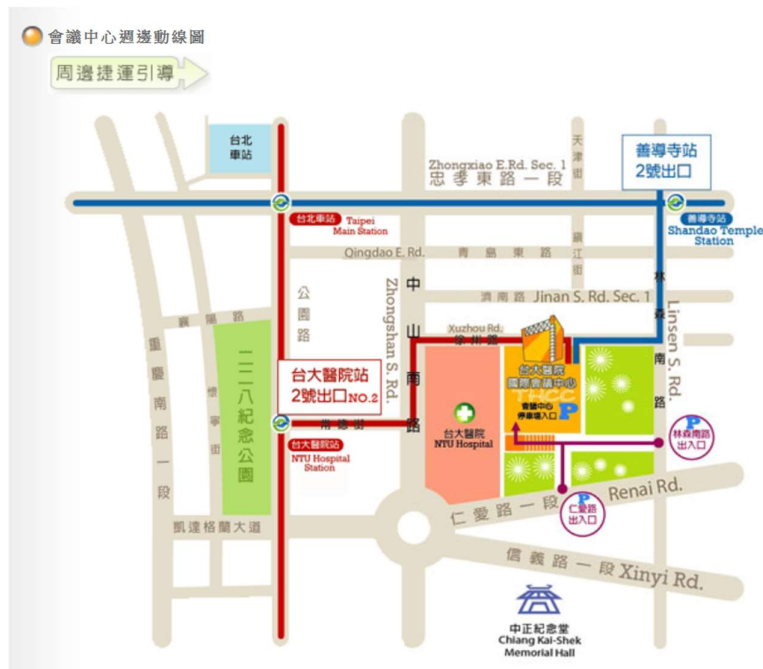 會議中心週邊動線圖
周邊捷運引導
台北
車站
Zhongxiao E.Rd. Sec. 1
忠孝東路一段
天津街
善導寺站
2號出口
台北車站
Taipei
Main Station
善導寺站
Shandao Temple
Station
Qingdao E. Rd.
青島東路
鎮江街
公園路
中山南路
Zhongshan S. Rd.
濟南路
Jinan S. Rd. Sec. 1
林森南路
Linsen S. Rd.
襄陽路
Xuzhou Rd.
徐州路
重慶南路一段
懷寧街
二二八紀念公園
台大醫院站
2號出口NO.2
常德街
台大醫院
國際會議中心
THCC
會議中心
停車場入口
P
台大醫院
NTU Hospital
台大醫院站
NTU Hospital
Station
P
林森南路
出入口
P
仁愛路
出入口
仁愛路一段
Renai Rd.
凱達格蘭大道
信義路一段
Xinyi Rd.
中正紀念堂
Chiang Kai-Shek
Memorial Hall